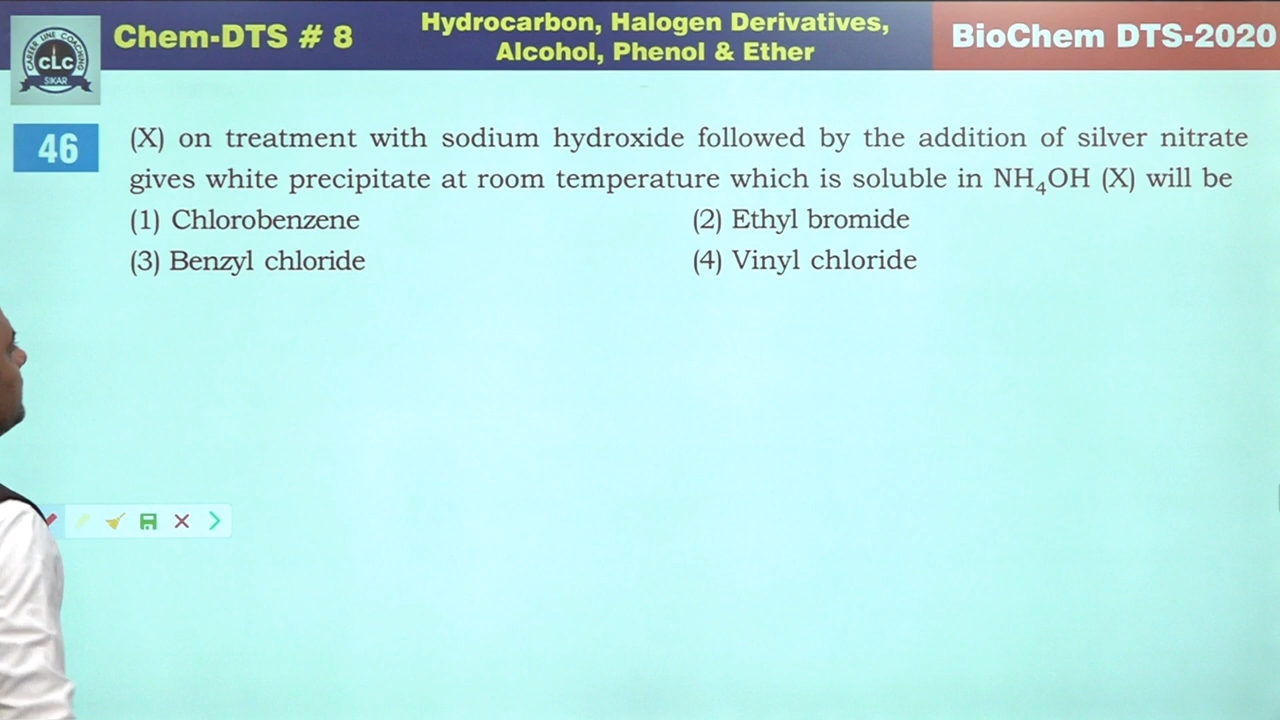 CAREER LINE COACHING
CLC
SIKAR
Chem-DTS # 8
Hydrocarbon, Halogen Derivatives,
Alcohol, Phenol & Ether
BioChem DTS-2020
46
(X) on treatment with sodium hydroxide followed by the addition of silver nitrate
gives white precipitate at room temperature which is soluble in NH₄OH (X) will be
(1) Chlorobenzene
(2) Ethyl bromide
(3) Benzyl chloride
(4) Vinyl chloride